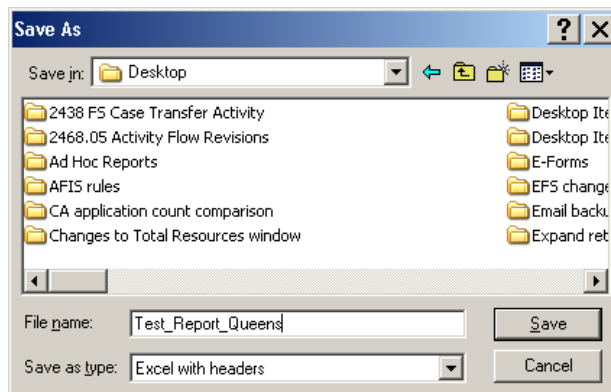 Save As
Save in: Desktop
2438 FS Case Transfer Activity
2468.05 Activity Flow Revisions
Ad Hoc Reports
AFIS rules
CA application count comparison
Changes to Total Resources window
Desktop Ite
Desktop Ite
E-Forms
EFS change
Email backu
Expand ret
File name: Test_Report_Queens
Save
Save as type: Excel with headers
Cancel